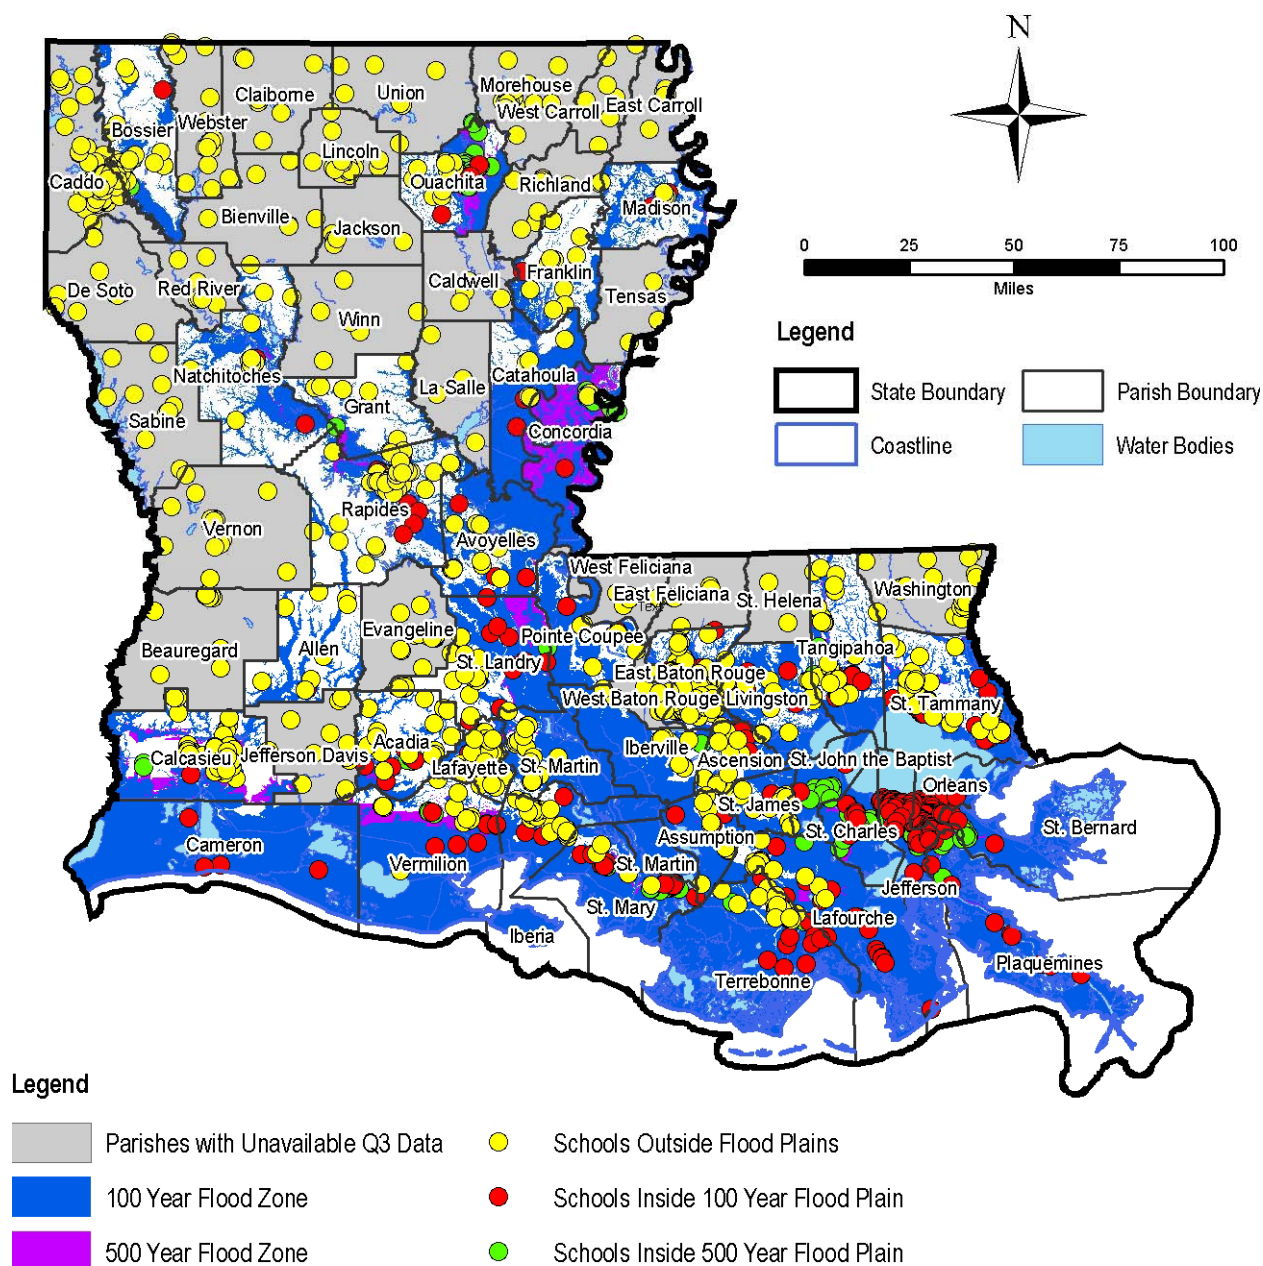 N
Morehouse
Claiborne
Union
West Carroll
East Carroll
Bossier
Webster
Lincoln
Caddo
Ouachita
Richland
Madison
Bienville
Jackson
0 25 50 75 100
Miles
De Soto
Red River
Caldwell
Franklin
Tensas
Winn
Legend
Natchitoches
La Salle
Catahoula
State Boundary
Parish Boundary
Grant
Sabine
Concordia
Coastline
Water Bodies
Rapides
Vernon
Avoyelles
West Feliciana
East Feliciana
St. Helena
Washington
Tex
Evangeline
Pointe Coupee
Beauregard
Allen
St. Landry
Tangipahoa
East Baton Rouge
West Baton Rouge
Livingston
St. Tammany
Calcasieu
Jefferson Davis
Acadia
Lafayette
St. Martin
Iberville
Ascension
St. John the Baptist
Orleans
St. James
St. Bernard
Cameron
Vermilion
Assumption
St. Charles
St. Martin
Jefferson
St. Mary
Lafourche
Iberia
Plaquemines
Terrebonne
Legend
Parishes with Unavailable Q3 Data
Schools Outside Flood Plains
100 Year Flood Zone
Schools Inside 100 Year Flood Plain
500 Year Flood Zone
Schools Inside 500 Year Flood Plain